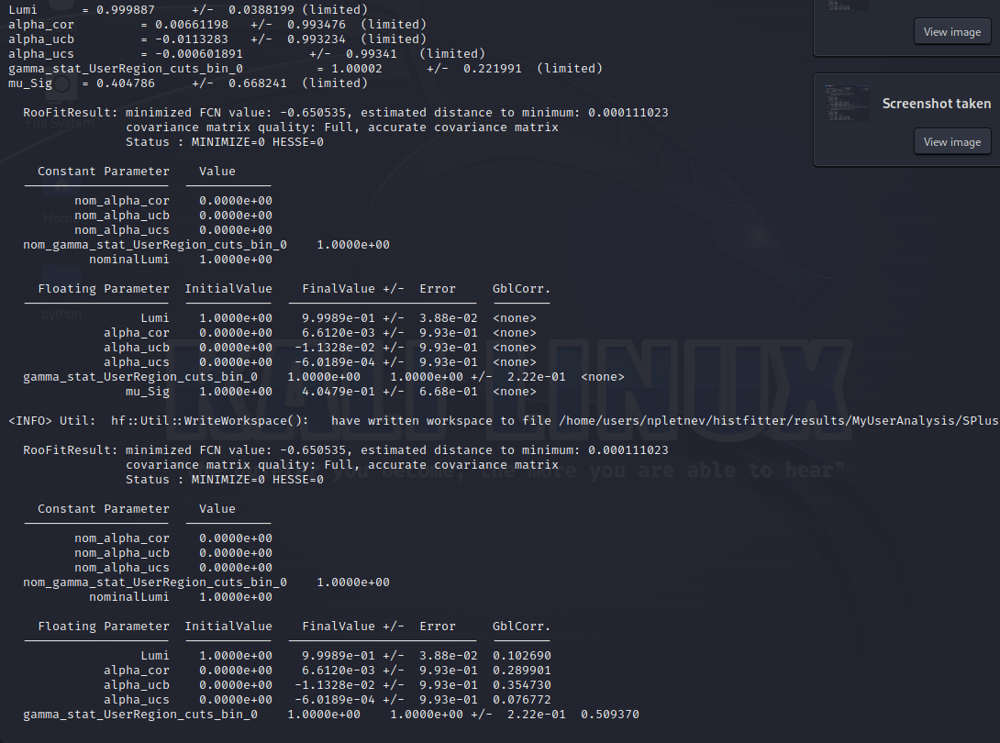 Lumi = 0.999887 +/- 0.0388199 (limited)
alpha_cor = 0.00661198 +/- 0.993476 (limited)
alpha_ucb = -0.0113283 +/- 0.993234 (limited)
alpha_ucs = -0.000601891 +/- 0.99341 (limited)
gamma_stat_UserRegion_cuts_bin_0 = 1.00002 +/- 0.221991 (limited)
mu_Sig = 0.404786 +/- 0.668241 (limited)
RooFitResult: minimized FCN value: -0.650535, estimated distance to minimum: 0.000111023
covariance matrix quality: Full, accurate covariance matrix
Status : MINIMIZE=0 HESSE=0
Constant Parameter Value
nom_alpha_cor 0.0000e+00
nom_alpha_ucb 0.0000e+00
nom_alpha_ucs 0.0000e+00
nom_gamma_stat_UserRegion_cuts_bin_0 1.0000e+00
nominalLumi 1.0000e+00
Floating Parameter InitialValue FinalValue +/- Error GblCorr.
Lumi 1.0000e+00 9.9989e-01 +/- 3.88e-02 <none>
alpha_cor 0.0000e+00 6.6120e-03 +/- 9.93e-01 <none>
alpha_ucb 0.0000e+00 -1.1328e-02 +/- 9.93e-01 <none>
alpha_ucs 0.0000e+00 -6.0189e-04 +/- 9.93e-01 <none>
gamma_stat_UserRegion_cuts_bin_0 1.0000e+00 1.0000e+00 +/- 2.22e-01 <none>
mu_Sig 1.0000e+00 4.0479e-01 +/- 6.68e-01 <none>
<INFO> Util: hf::Util::WriteWorkspace(): have written workspace to file /home/users/npletnev/histfitter/results/MyUserAnalysis/SPlus
RooFitResult: minimized FCN value: -0.650535, estimated distance to minimum: 0.000111023
covariance matrix quality: Full, accurate covariance matrix
Status : MINIMIZE=0 HESSE=0
Constant Parameter Value
nom_alpha_cor 0.0000e+00
nom_alpha_ucb 0.0000e+00
nom_alpha_ucs 0.0000e+00
nom_gamma_stat_UserRegion_cuts_bin_0 1.0000e+00
nominalLumi 1.0000e+00
Floating Parameter InitialValue FinalValue +/- Error GblCorr.
Lumi 1.0000e+00 9.9989e-01 +/- 3.88e-02 0.102690
alpha_cor 0.0000e+00 6.6120e-03 +/- 9.93e-01 0.289901
alpha_ucb 0.0000e+00 -1.1328e-02 +/- 9.93e-01 0.354730
alpha_ucs 0.0000e+00 -6.0189e-04 +/- 9.93e-01 0.076772
gamma_stat_UserRegion_cuts_bin_0 1.0000e+00 1.0000e+00 +/- 2.22e-01 0.509370
View image
Screenshot taken
View image
File System
Home
python
KALI LINUX
you become, the more you are able to hear"